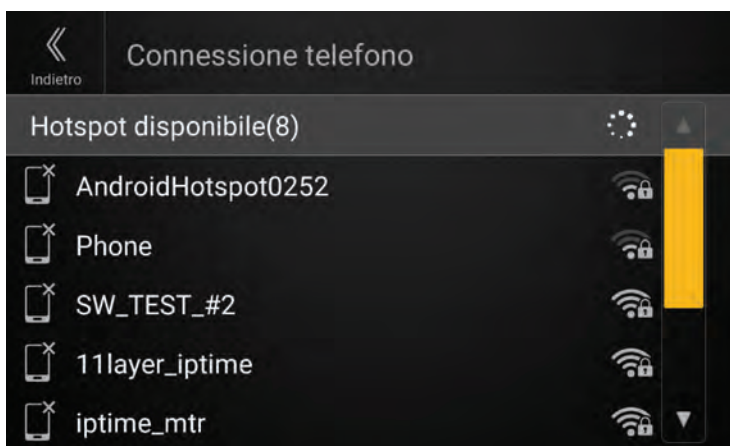 Indietro
Connessione telefono
Hotspot disponibile(8)
AndroidHotspot0252
Phone
SW_TEST_#2
11layer_iptime
iptime_mtr